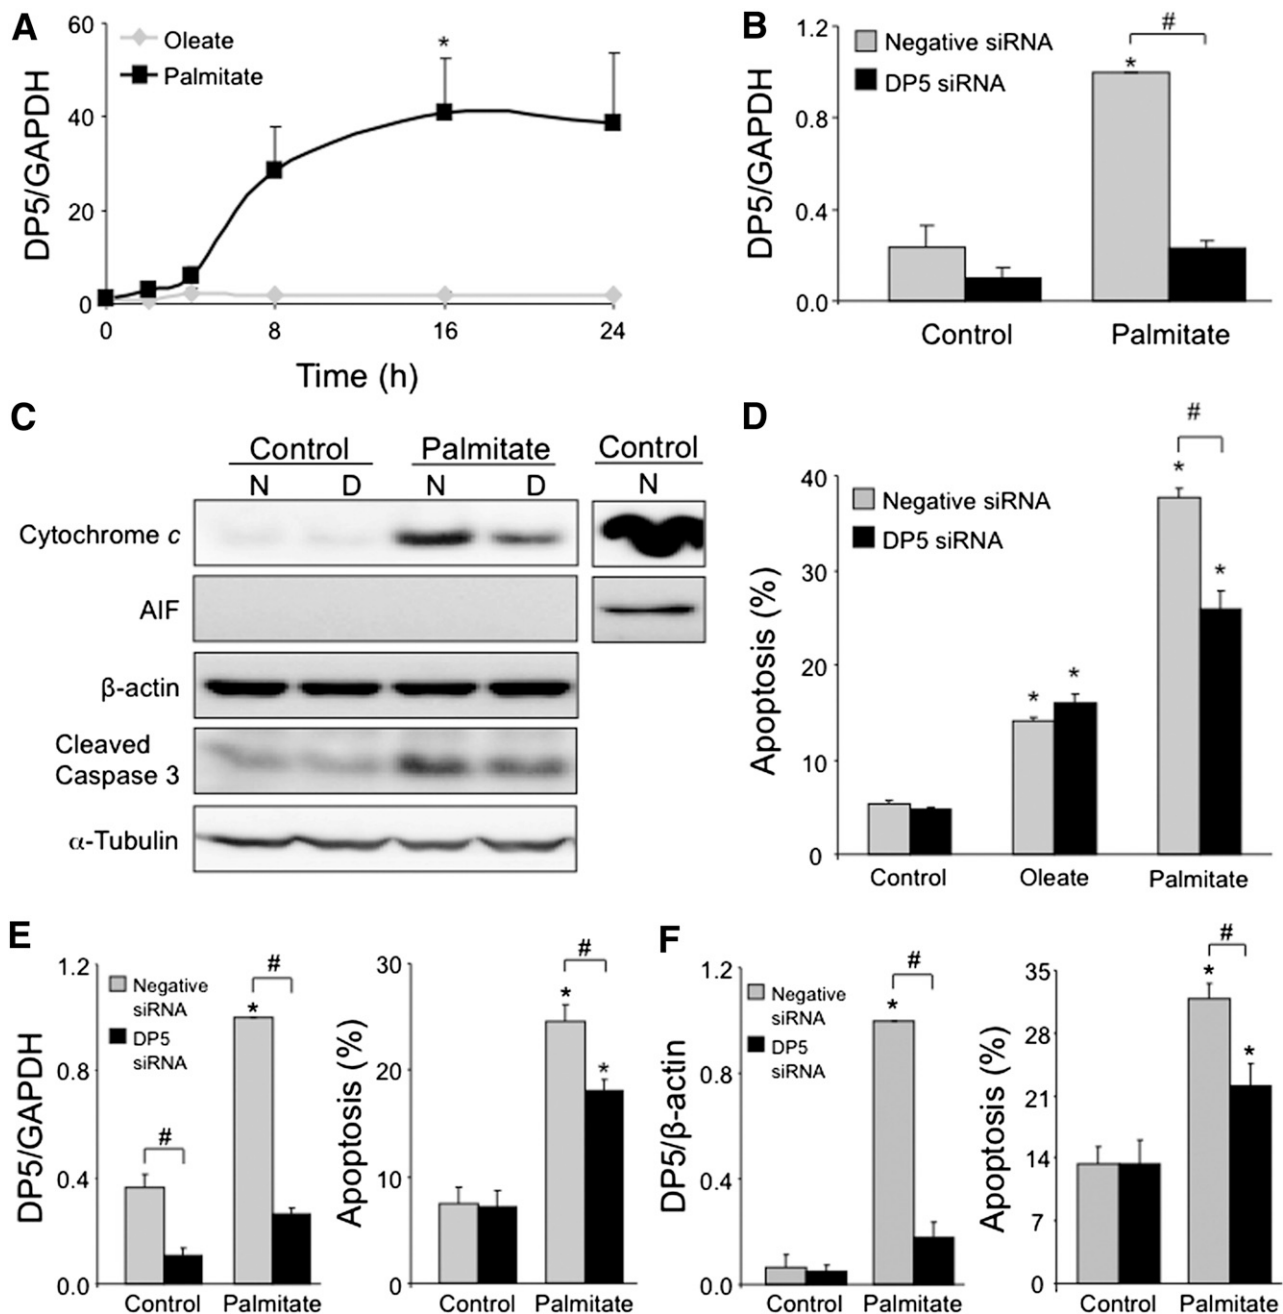 A
60
40
20
0
DP5/GAPDH
Oleate
Palmitate
*
0 8 16 24
Time (h)
B
1.2
0.8
0.4
0.0
DP5/GAPDH
Negative siRNA
DP5 siRNA
#
*
Control Palmitate
C
Control Palmitate Control
N D N D N
Cytochrome c
AIF
β-actin
Cleaved
Caspase 3
α-Tubulin
D
40
30
20
10
0
Apoptosis (%)
Negative siRNA
DP5 siRNA
#
* * * *
Control Oleate Palmitate
E
1.2
0.8
0.4
0.0
DP5/GAPDH
Negative
siRNA
DP5
siRNA
#
#
*
Control Palmitate
30
20
10
0
Apoptosis (%)
#
*
*
Control Palmitate
F
1.2
0.8
0.4
0.0
DP5/β-actin
Negative
siRNA
DP5
siRNA
#
*
Control Palmitate
35
28
21
14
7
0
Apoptosis (%)
#
*
*
Control Palmitate